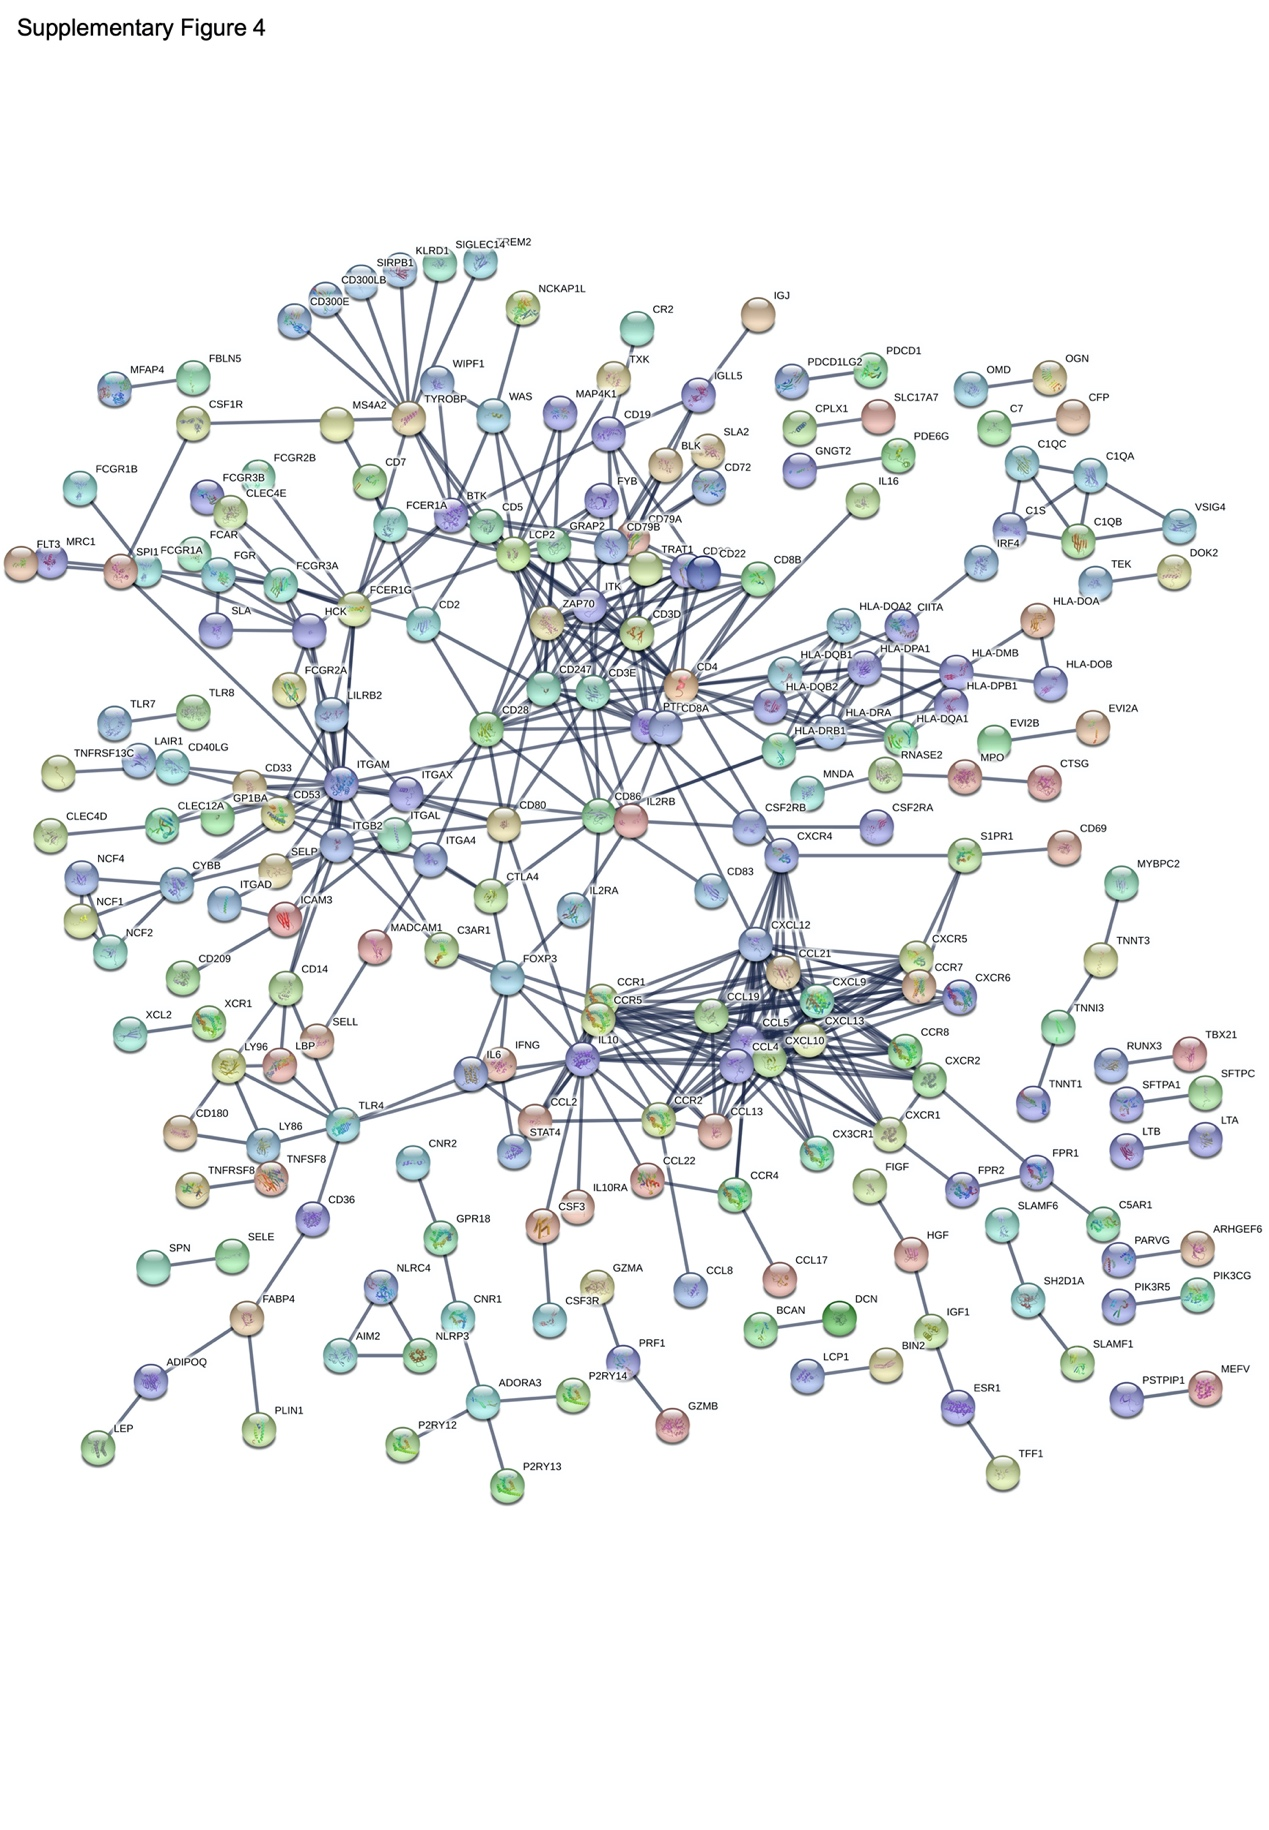 Supplementary Figure 4
SIGLEC14
TREM2
KLRD1
SIRPB1
CD300LB
CD300E
NCKAP1L
IGJ
CR2
PDCD1LG2
PDCD1
OGN
OMD
TXK
FBLN5
MFAP4
WIPF1
IGLL5
MAP4K1
WAS
CSF1R
MS4A2
TYROBP
CD19
CPLX1
SLC17A7
C7
CFP
BLK
SLA2
CD72
GNGT2
PDE6G
C1QC
C1QA
FCGR1B
FCGR2B
FCGR3B
CLEC4E
CD7
FYB
IL16
FCER1A
BTK
CD5
GRAP2
CD79A
CD79B
C1S
C1QB
VSIG4
FCAR
LCP2
TRAT1
CD22
CD8B
IRF4
FLT3
MRC1
SPI1
FCGR1A
FGR
FCGR3A
ITK
TEK
DOK2
FCER1G
HCK
SLA
CD2
ZAP70
CD3D
HLA-DQA2
CIITA
HLA-DOA
HLA-DQB1
HLA-DPA1
HLA-DMB
HLA-DOB
FCGR2A
CD247
CD3E
CD4
HLA-DQB2
HLA-DPB1
LILRB2
TLR8
TLR7
CD28
CD8A
HLA-DRA
HLA-DQA1
HLA-DRB1
EVI2B
EVI2A
TNFRSF13C
LAIR1
CD40LG
RNASE2
MPO
CTSG
CD33
ITGAM
ITGAX
MNDA
GP1BA
CD53
CD80
CD86
IL2RB
CSF2RB
CSF2RA
CLEC12A
CLEC4D
ITGB2
ITGAL
ITGA4
CXCR4
S1PR1
CD69
NCF4
CYBB
SELP
CTLA4
IL2RA
CD83
MYBPC2
NCF1
ITGAD
ICAM3
NCF2
MADCAM1
C3AR1
CXCL12
CXCR5
TNNT3
CD209
FOXP3
CCL21
CCR7
CXCR6
CD14
CCR1
CCR5
CCL19
CXCL9
XCL2
XCR1
SELL
CCL5
CXCL13
TNNI3
LY96
LBP
IL6
IFNG
IL10
CCL4
CXCL10
CCR8
CXCR2
RUNX3
TBX21
CD180
LY86
TLR4
CCL2
CCR2
CCL13
CXCR1
TNNT1
SFTPA1
SFTPC
STAT4
CX3CR1
LTB
LTA
CNR2
TNFRSF8
TNFSF8
CCL22
IL10RA
CCR4
FIGF
FPR2
FPR1
CD36
CSF3
GPR18
SLAMF6
C5AR1
SPN
SELE
HGF
PARVG
ARHGEF6
NLRC4
GZMA
CCL8
CCL17
SH2D1A
PIK3R5
PIK3CG
FABP4
CNR1
CSF3R
BCAN
DCN
IGF1
AIM2
NLRP3
PRF1
BIN2
SLAMF1
ADIPOQ
LCP1
P2RY14
PSTPIP1
MEFV
ADORA3
ESR1
PLIN1
LEP
P2RY12
GZMB
TFF1
P2RY13